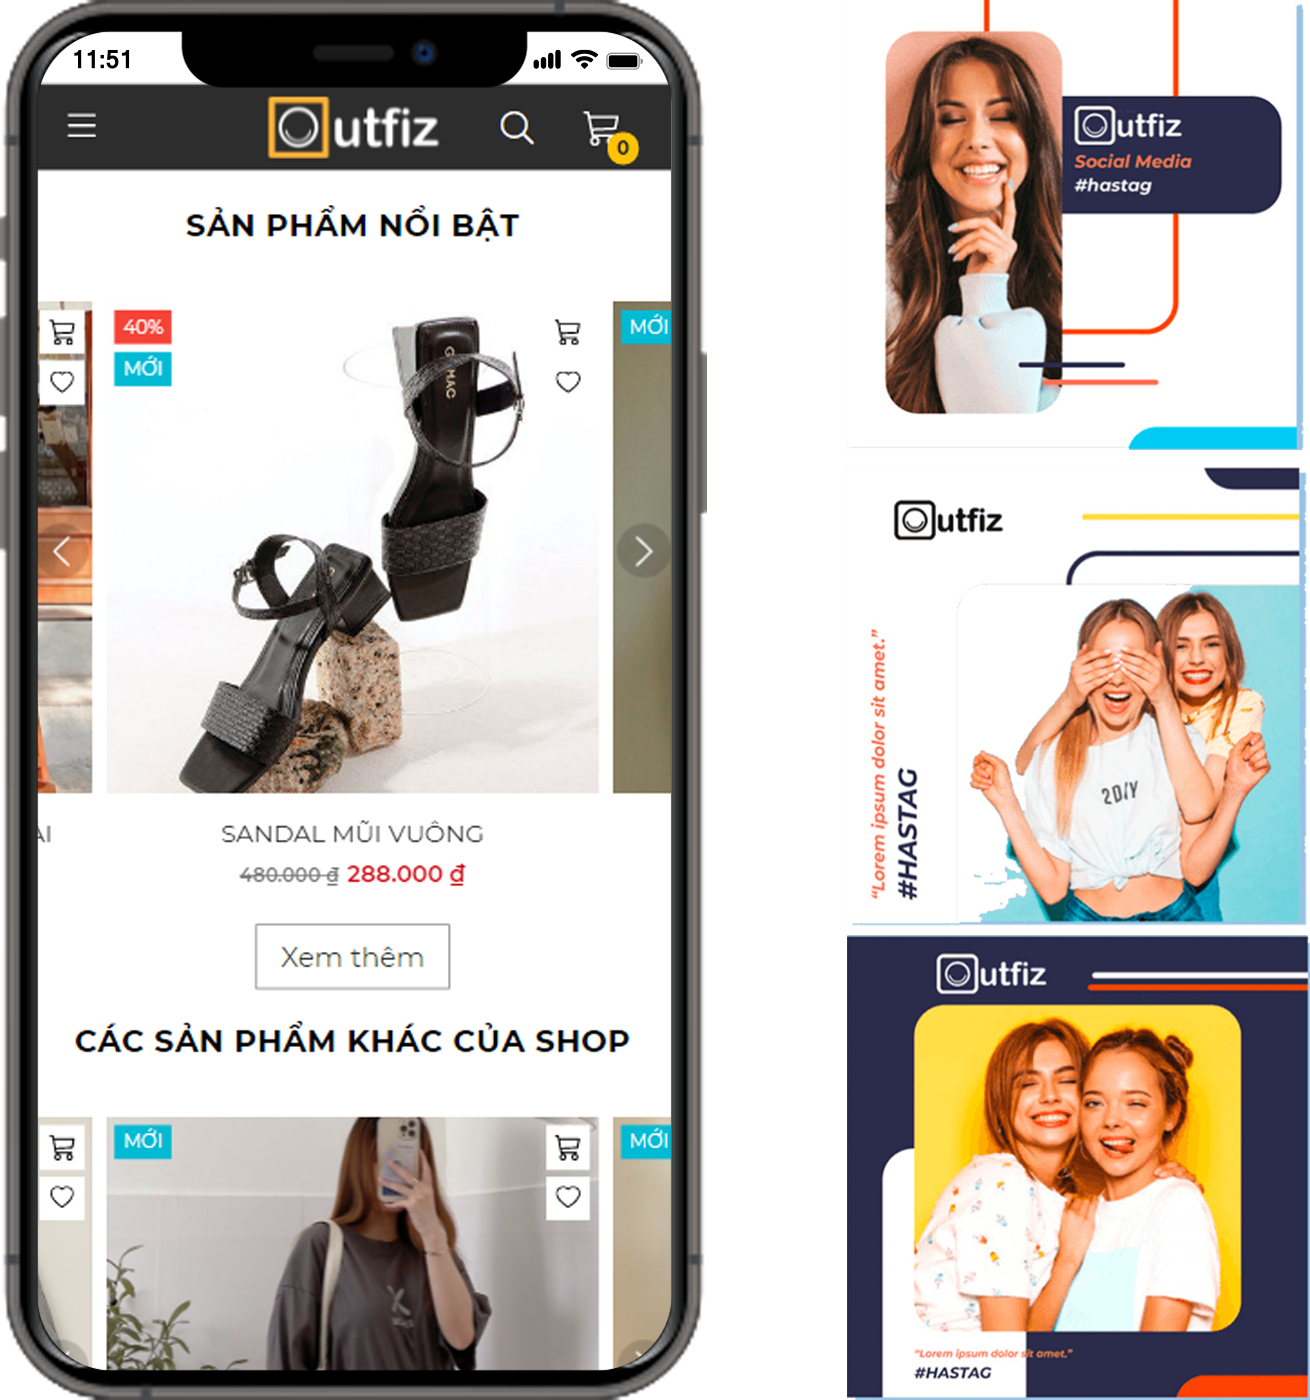 11:51
Outfiz
0
SẢN PHẨM NỔI BẬT
40%
MỚI
MỚI
G.MAC
AI
SANDAL MŨI VUÔNG
480.000 ₫ 288.000 ₫
Xem thêm
CÁC SẢN PHẨM KHÁC CỦA SHOP
MỚI
MỚI
Outfiz
Social Media
#hastag
Outfiz
“Lorem ipsum dolor sit amet.”
#HASTAG
Outfiz
“Lorem ipsum dolor sit amet.”
#HASTAG